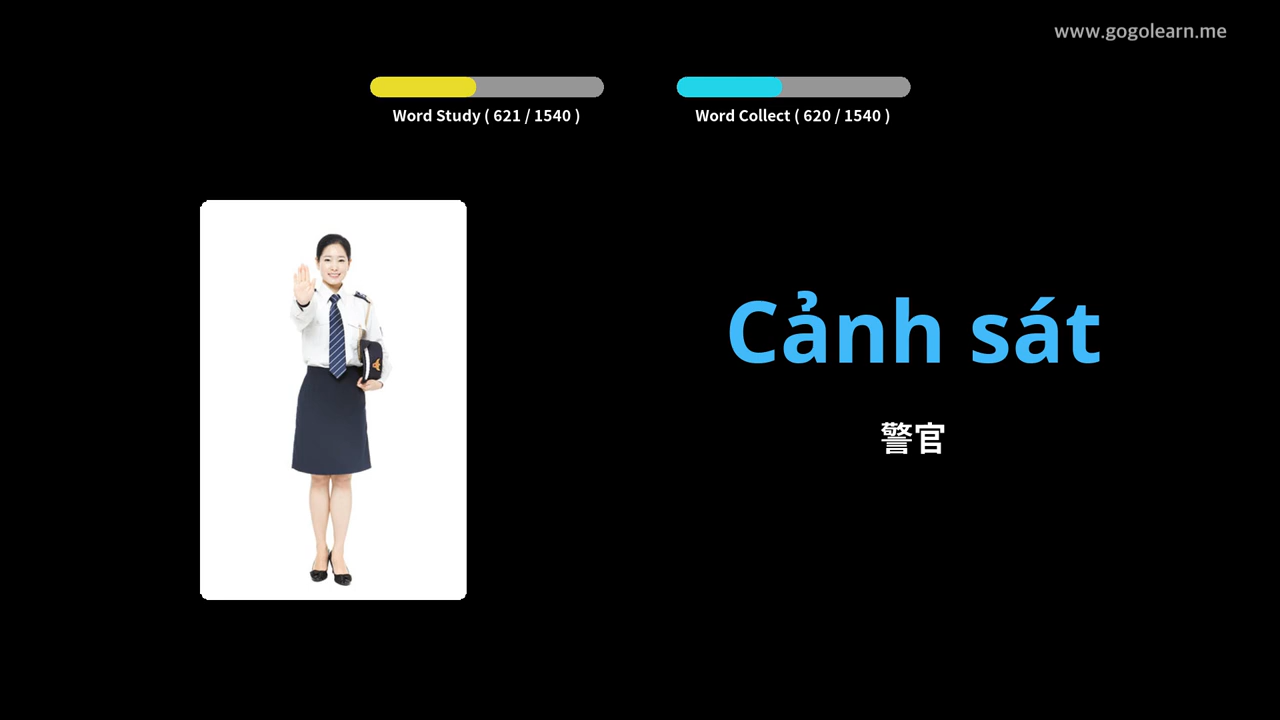 www.gogolearn.me
Word Study ( 621 / 1540 )
Word Collect ( 620 / 1540 )
Cảnh sát
警官